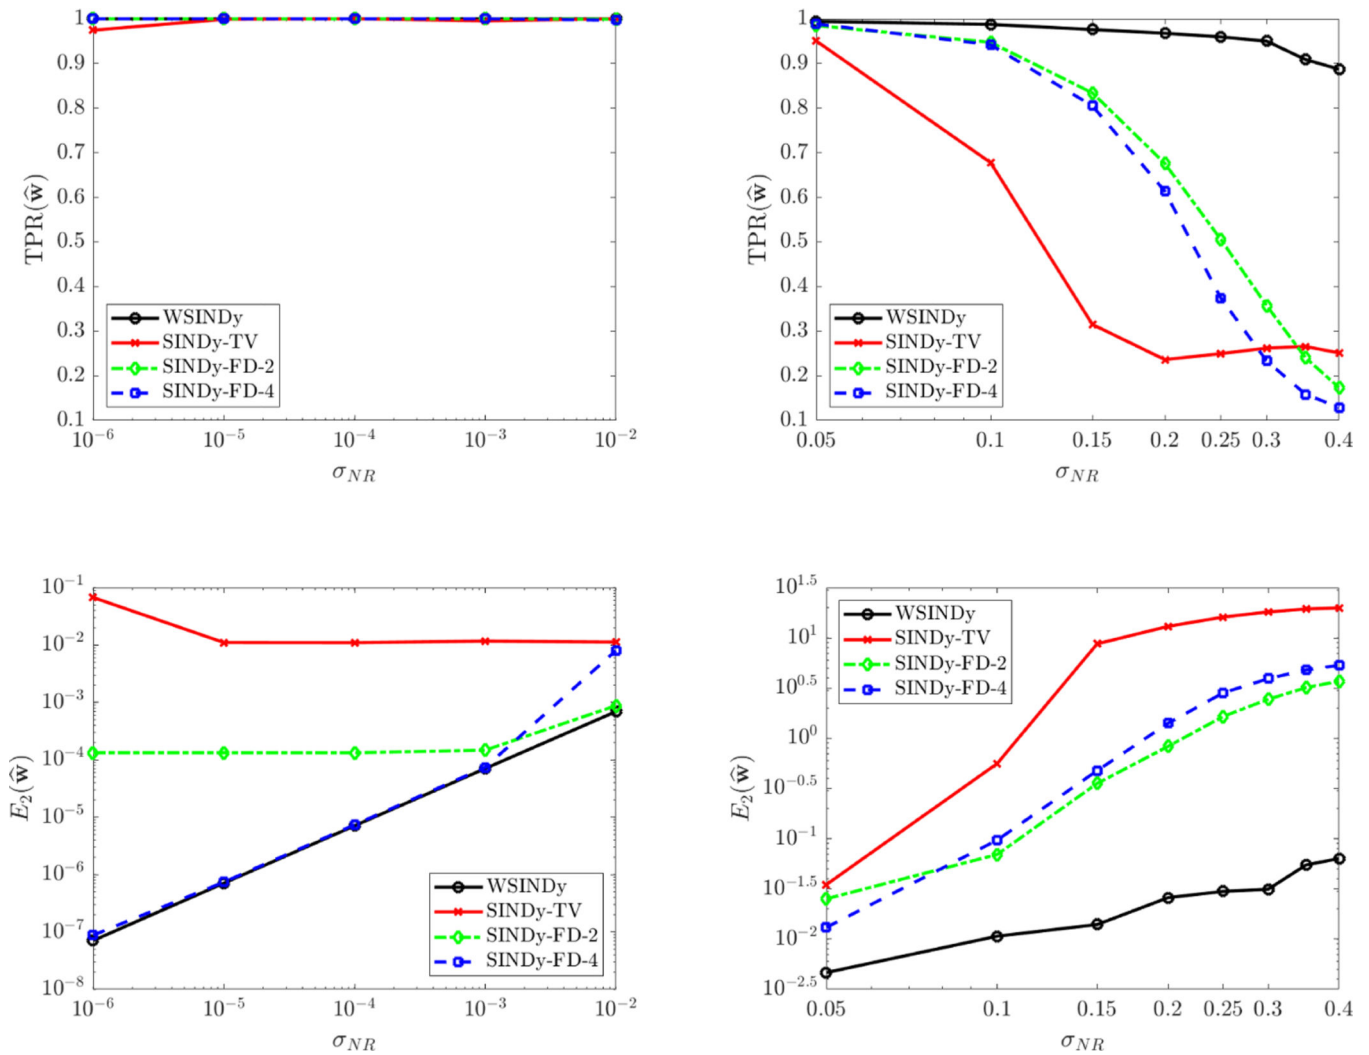 TPR(ŵ)
1
0.9
0.8
0.7
0.6
0.5
0.4
0.3
0.2
0.1
WSINDy
SINDy-TV
SINDy-FD-2
SINDy-FD-4
10⁻⁶ 10⁻⁵ 10⁻⁴ 10⁻³ 10⁻²
σ_NR
TPR(ŵ)
1
0.9
0.8
0.7
0.6
0.5
0.4
0.3
0.2
0.1
WSINDy
SINDy-TV
SINDy-FD-2
SINDy-FD-4
0.05 0.1 0.15 0.2 0.25 0.3 0.4
σ_NR
E₂(ŵ)
10⁻¹
10⁻²
10⁻³
10⁻⁴
10⁻⁵
10⁻⁶
10⁻⁷
10⁻⁸
WSINDy
SINDy-TV
SINDy-FD-2
SINDy-FD-4
10⁻⁶ 10⁻⁵ 10⁻⁴ 10⁻³ 10⁻²
σ_NR
E₂(ŵ)
10^1.5
10^1
10^0.5
10^0
10^-0.5
10^-1
10^-1.5
10^-2
10^-2.5
WSINDy
SINDy-TV
SINDy-FD-2
SINDy-FD-4
0.05 0.1 0.15 0.2 0.25 0.3 0.4
σ_NR